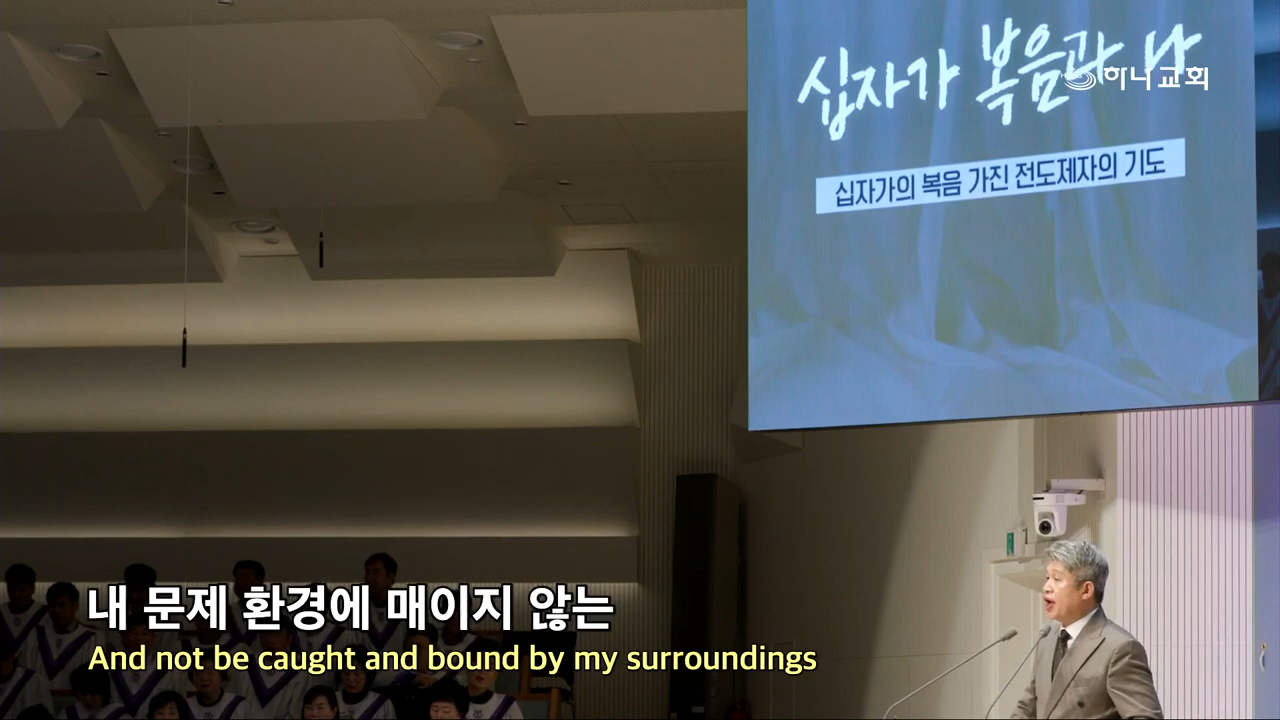 십자가 복음과 나
하나교회
십자가의 복음 가진 전도제자의 기도
내 문제 환경에 매이지 않는
And not be caught and bound by my surroundings